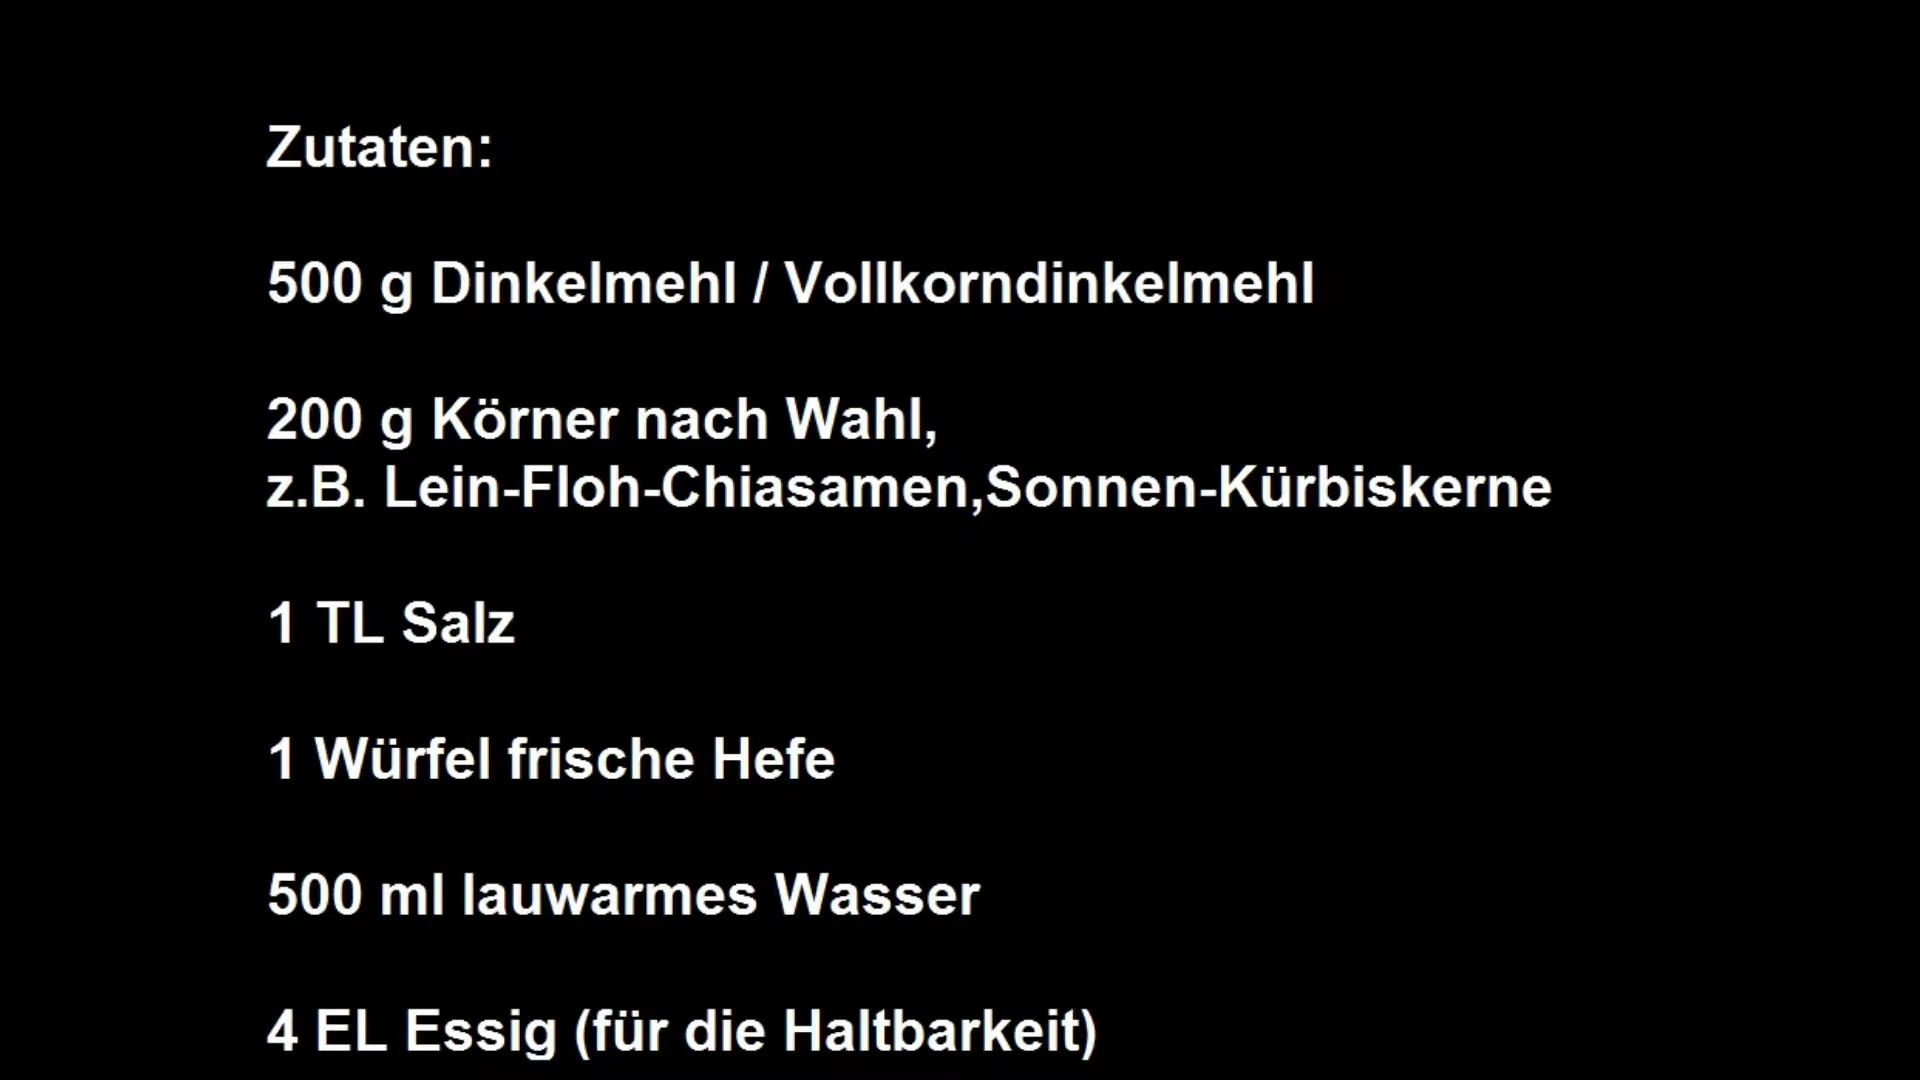 Zutaten:
500 g Dinkelmehl / Vollkorndinkelmehl
200 g Körner nach Wahl,
z.B. Lein-Floh-Chiasamen,Sonnen-Kürbiskerne
1 TL Salz
1 Würfel frische Hefe
500 ml lauwarmes Wasser
4 EL Essig (für die Haltbarkeit)